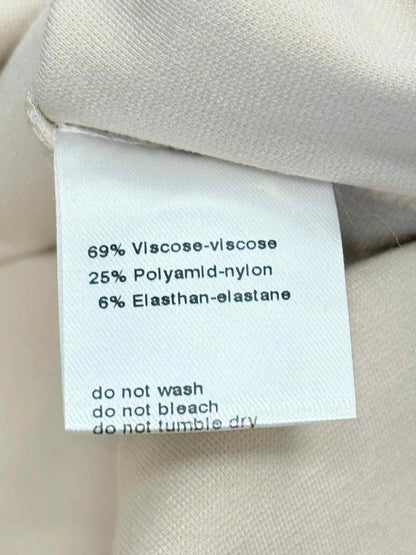 69% Viscose-viscose
25% Polyamid-nylon
6% Elasthan-elastane
do not wash
do not bleach
do not tumble dry